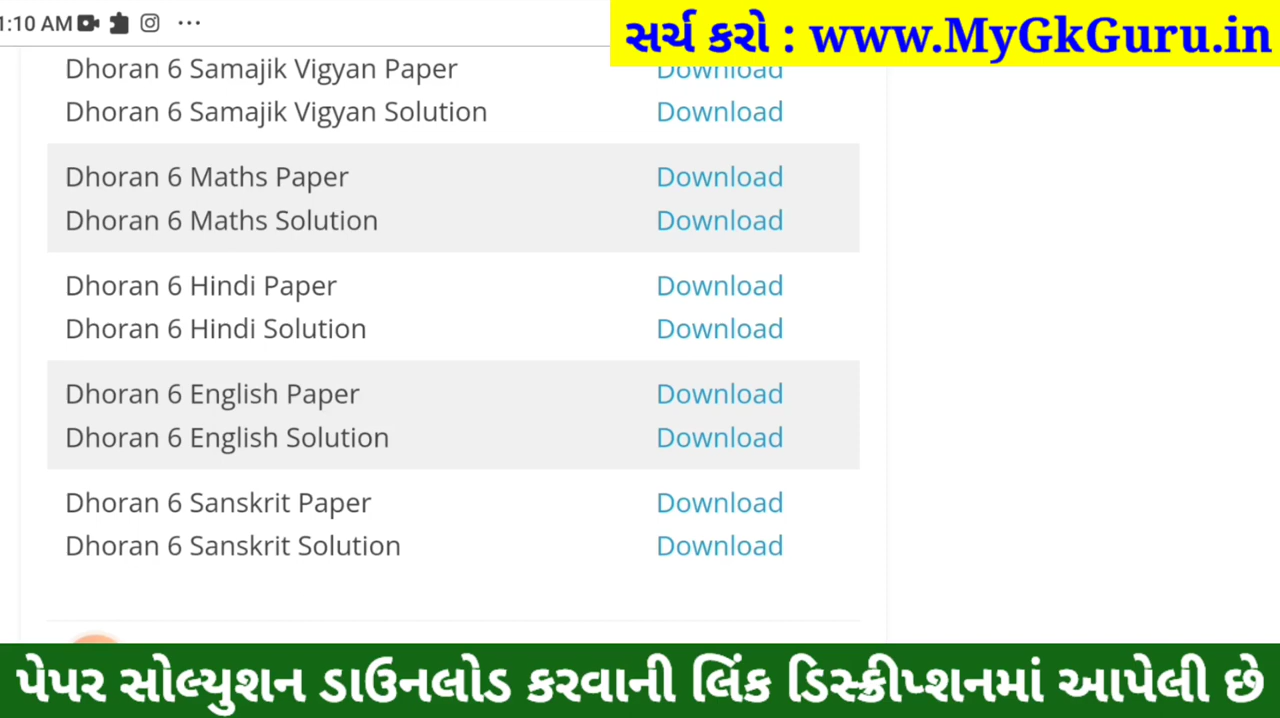 1:10 AM
સર્ચ કરો : www.MyGkGuru.in
Dhoran 6 Samajik Vigyan Paper Download
Dhoran 6 Samajik Vigyan Solution Download
Dhoran 6 Maths Paper Download
Dhoran 6 Maths Solution Download
Dhoran 6 Hindi Paper Download
Dhoran 6 Hindi Solution Download
Dhoran 6 English Paper Download
Dhoran 6 English Solution Download
Dhoran 6 Sanskrit Paper Download
Dhoran 6 Sanskrit Solution Download
પેપર સોલ્યુશન ડાઉનલોડ કરવાની લિંક ડિસ્ક્રીપ્શનમાં આપેલી છે